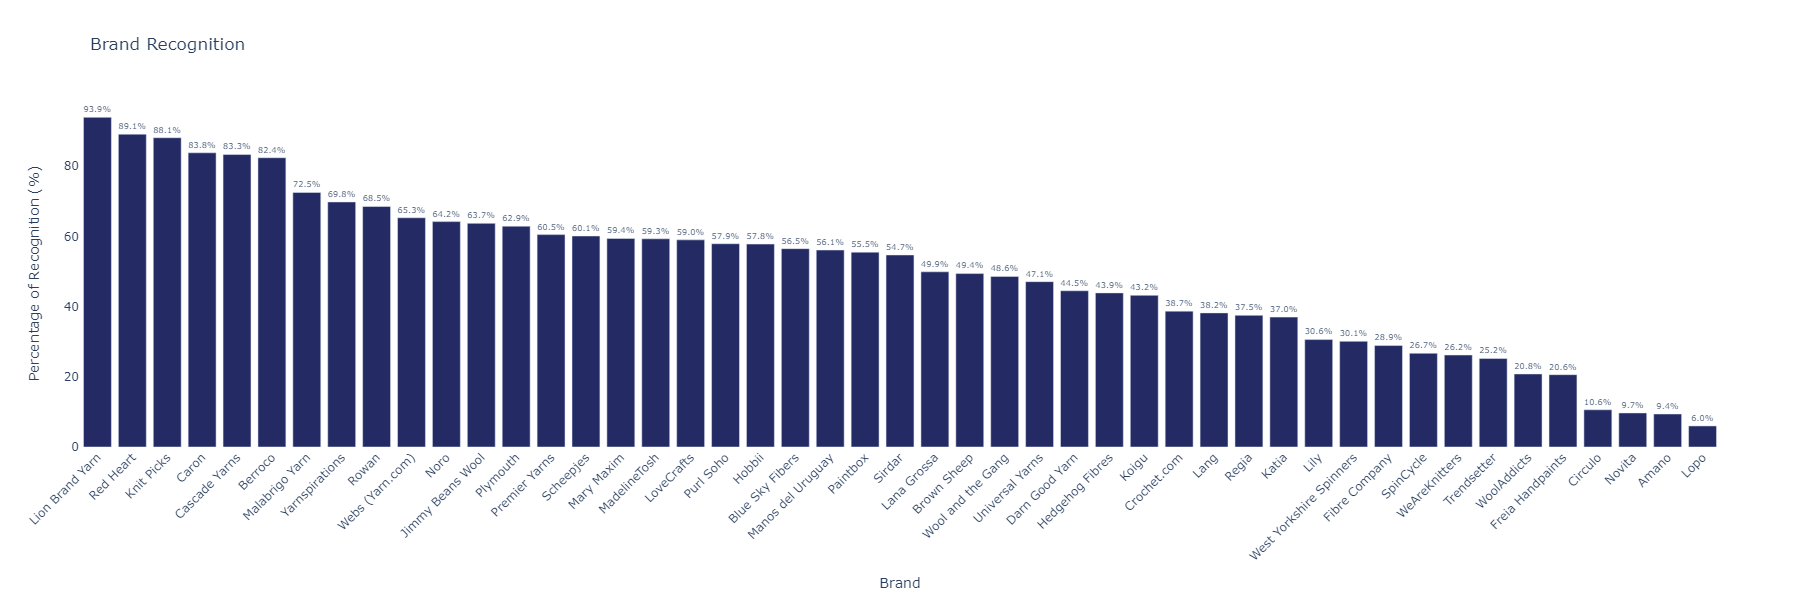 Brand Recognition
93.9%
89.1%
88.1%
83.8%
83.3%
82.4%
72.5%
69.8%
68.5%
65.3%
64.2%
63.7%
62.9%
60.5%
60.1%
59.4%
59.3%
59.0%
57.9%
57.8%
56.5%
56.1%
55.5%
54.7%
49.9%
49.4%
48.6%
47.1%
44.5%
43.9%
43.2%
38.7%
38.2%
37.5%
37.0%
30.6%
30.1%
28.9%
26.7%
26.2%
25.2%
20.8%
20.6%
10.6%
9.7%
9.4%
6.0%
Percentage of Recognition (%)
80
60
40
20
0
Lion Brand Yarn
Red Heart
Knit Picks
Caron
Cascade Yarns
Berroco
Malabrigo Yarn
Yarnspirations
Rowan
Webs (Yarn.com)
Noro
Jimmy Beans Wool
Plymouth
Premier Yarns
Scheepjes
Mary Maxim
MadelineTosh
LoveCrafts
Purl Soho
Hobbii
Blue Sky Fibers
Manos del Uruguay
Paintbox
Sirdar
Lana Grossa
Brown Sheep
Wool and the Gang
Universal Yarns
Darn Good Yarn
Hedgehog Fibres
Koigu
Crochet.com
Lang
Regia
Katia
Lily
West Yorkshire Spinners
Fibre Company
SpinCycle
WeAreKnitters
Trendsetter
WoolAddicts
Freia Handpaints
Circulo
Novita
Amano
Lopo
Brand